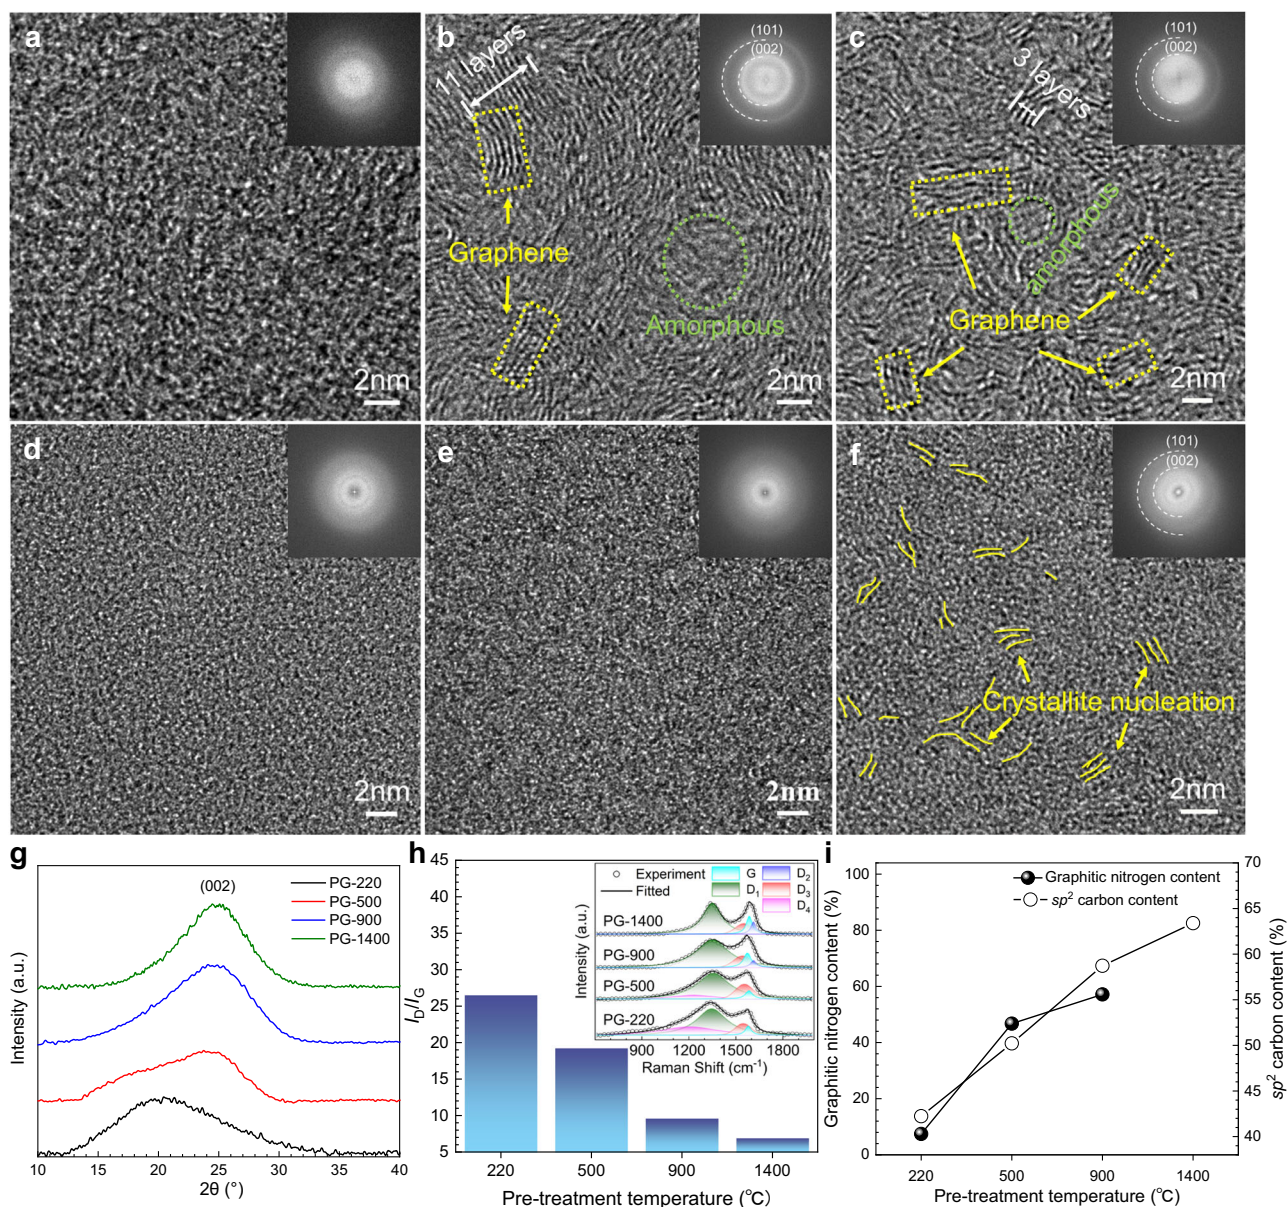 a
2nm
b
(101)
(002)
11 layers
Graphene
Amorphous
2nm
c
(101)
(002)
3 layers
amorphous
Graphene
2nm
d
2nm
e
2nm
f
(101)
(002)
Crystallite nucleation
2nm
g
(002)
PG-220
PG-500
PG-900
PG-1400
Intensity (a.u.)
10 15 20 25 30 35 40
2θ (°)
h
45
40
35
30
25
20
15
10
5
I_D/I_G
Experiment
Fitted
G
D₁
D₂
D₃
D₄
PG-1400
PG-900
PG-500
PG-220
Intensity (a.u.)
900 1200 1500 1800
Raman Shift (cm⁻¹)
220 500 900 1400
Pre-treatment temperature (℃)
i
Graphitic nitrogen content
sp² carbon content
100
80
60
40
20
0
Graphitic nitrogen content (%)
70
65
60
55
50
45
40
sp² carbon content (%)
220 500 900 1400
Pre-treatment temperature (℃)